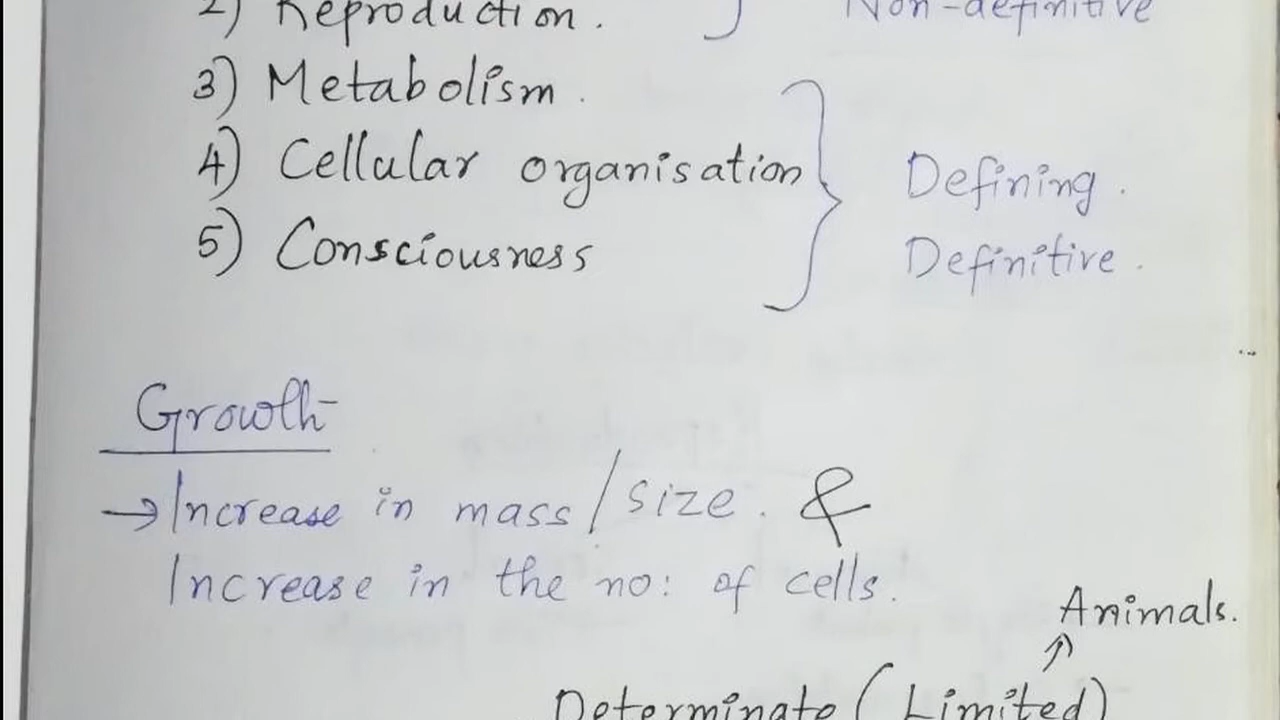 2) Reproduction. } Non-definitive
3) Metabolism.
4) Cellular organisation } Defining.
5) Consciousness Definitive.
Growth
→ Increase in mass/size. &
Increase in the no: of cells.
Animals.
↑
Determinate (Limited)